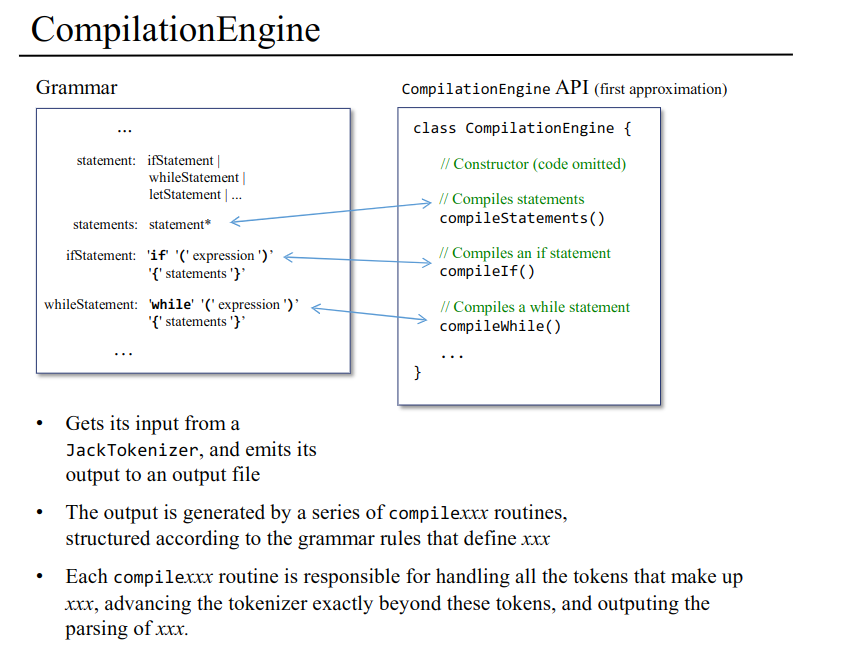 CompilationEngine
Grammar
...
statement: ifStatement |
whileStatement |
letStatement | ...
statements: statement*
ifStatement: 'if' '(' expression ')’
'{' statements '}’
whileStatement: 'while' '(' expression ')’
'{' statements '}’
...
CompilationEngine API (first approximation)
class CompilationEngine {
// Constructor (code omitted)
// Compiles statements
compileStatements()
// Compiles an if statement
compileIf()
// Compiles a while statement
compileWhile()
...
}
• Gets its input from a
JackTokenizer, and emits its
output to an output file
• The output is generated by a series of compilexxx routines,
structured according to the grammar rules that define xxx
• Each compilexxx routine is responsible for handling all the tokens that make up
xxx, advancing the tokenizer exactly beyond these tokens, and outputing the
parsing of xxx.